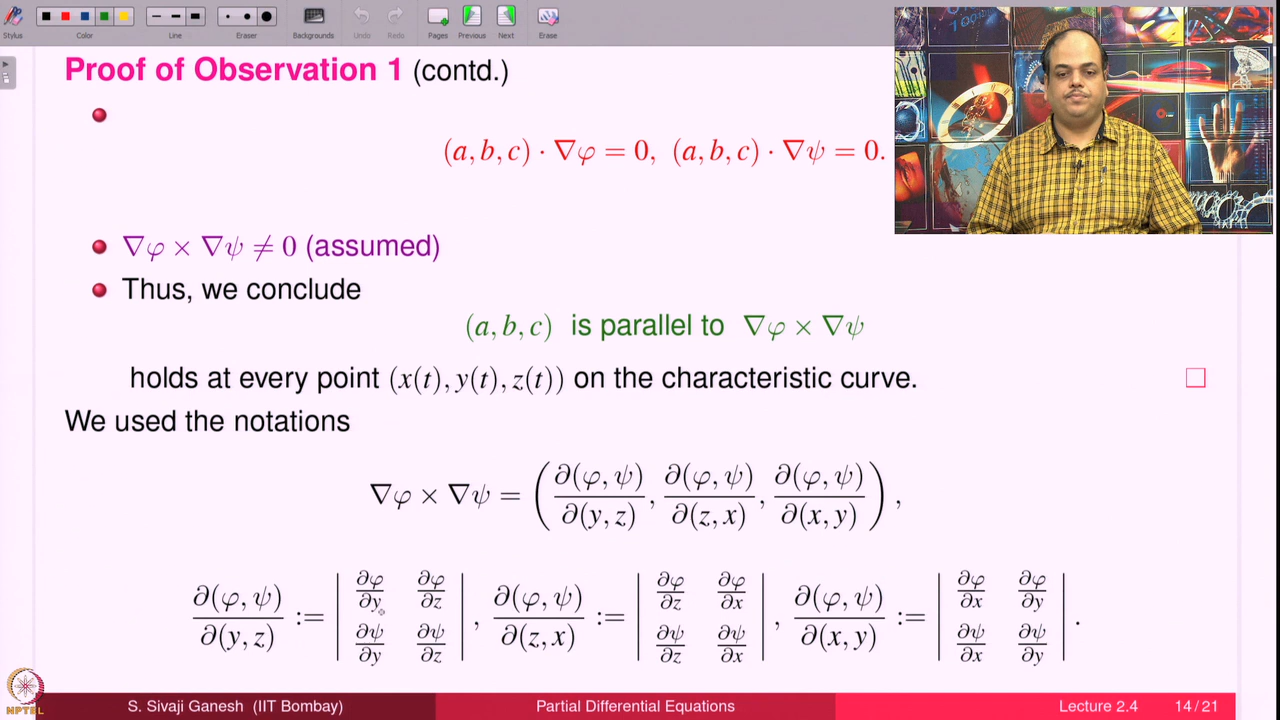 Stylus Color Line Eraser Backgrounds Undo Redo Pages Previous Next Erase
Proof of Observation 1 (contd.)
(a, b, c) · ∇φ = 0, (a, b, c) · ∇ψ = 0.
∇φ × ∇ψ ≠ 0 (assumed)
Thus, we conclude
(a, b, c) is parallel to ∇φ × ∇ψ
holds at every point (x(t), y(t), z(t)) on the characteristic curve.
We used the notations
∇φ × ∇ψ = ( ∂(φ, ψ)/∂(y, z), ∂(φ, ψ)/∂(z, x), ∂(φ, ψ)/∂(x, y) ),
∂(φ, ψ)/∂(y, z) := | ∂φ/∂y ∂φ/∂z ; ∂ψ/∂y ∂ψ/∂z |, ∂(φ, ψ)/∂(z, x) := | ∂φ/∂z ∂φ/∂x ; ∂ψ/∂z ∂ψ/∂x |, ∂(φ, ψ)/∂(x, y) := | ∂φ/∂x ∂φ/∂y ; ∂ψ/∂x ∂ψ/∂y |.
NPTEL
S. Sivaji Ganesh (IIT Bombay) Partial Differential Equations Lecture 2.4 14/21